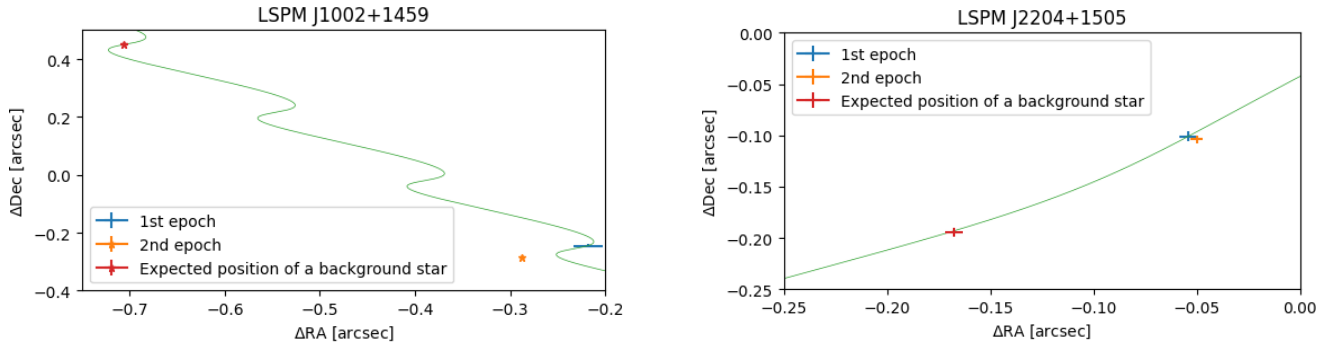 LSPM J1002+1459
0.4
0.2
0.0
−0.2
−0.4
ΔDec [arcsec]
1st epoch
2nd epoch
Expected position of a background star
−0.7
−0.6
−0.5
−0.4
−0.3
−0.2
ΔRA [arcsec]
LSPM J2204+1505
0.00
−0.05
−0.10
−0.15
−0.20
−0.25
ΔDec [arcsec]
1st epoch
2nd epoch
Expected position of a background star
−0.25
−0.20
−0.15
−0.10
−0.05
0.00
ΔRA [arcsec]